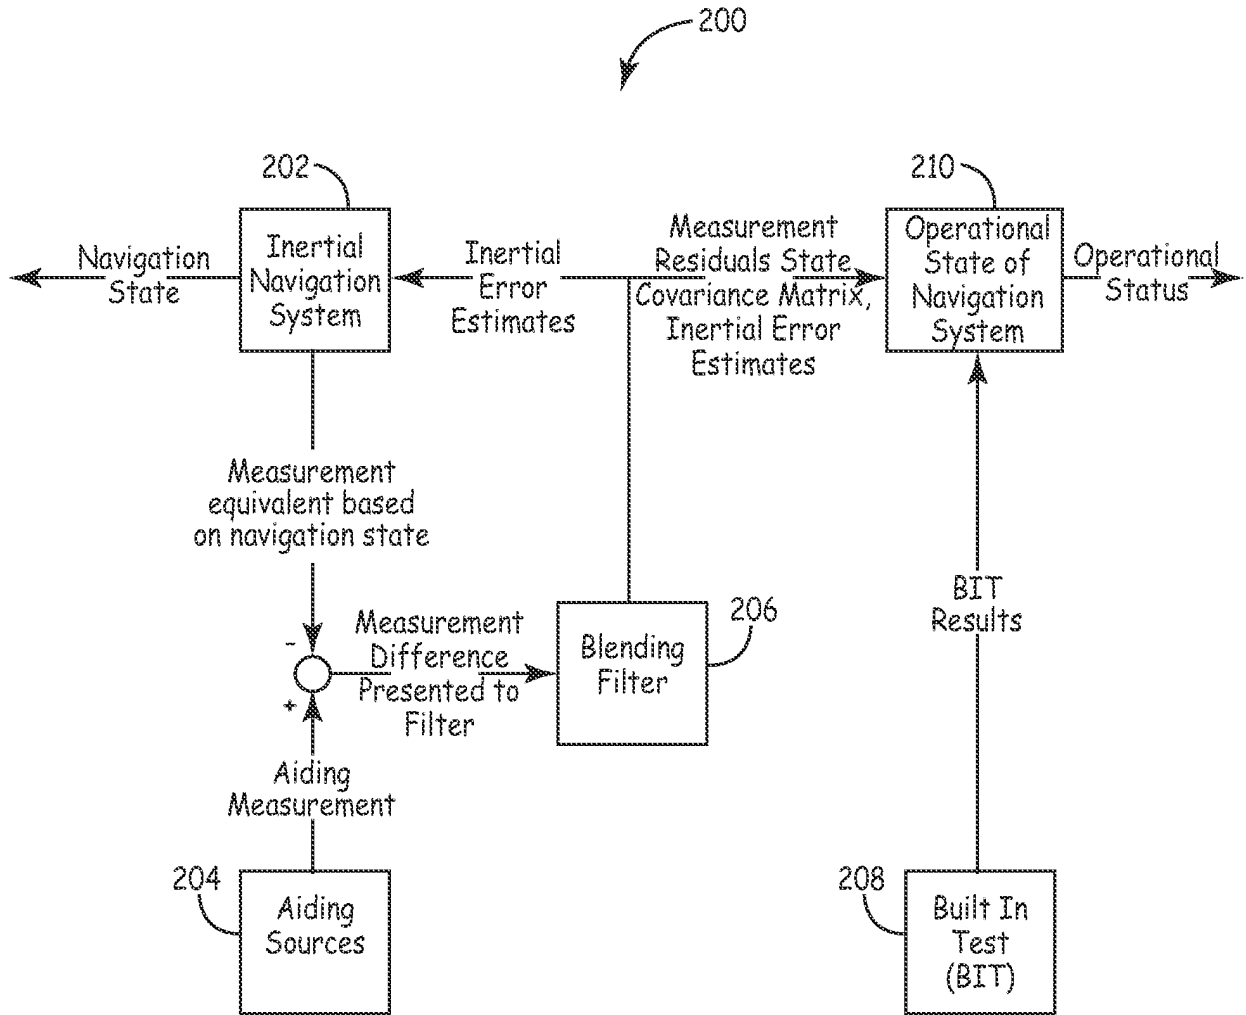 200
202
210
Navigation
State
Inertial
Navigation
System
Inertial
Error
Estimates
Measurement
Residuals State
Covariance Matrix,
Inertial Error
Estimates
Operational
State of
Navigation
System
Operational
Status
Measurement
equivalent based
on navigation state
-
+
Measurement
Difference
Presented to
Filter
206
Blending
Filter
BIT
Results
Aiding
Measurement
204
Aiding
Sources
208
Built In
Test
(BIT)